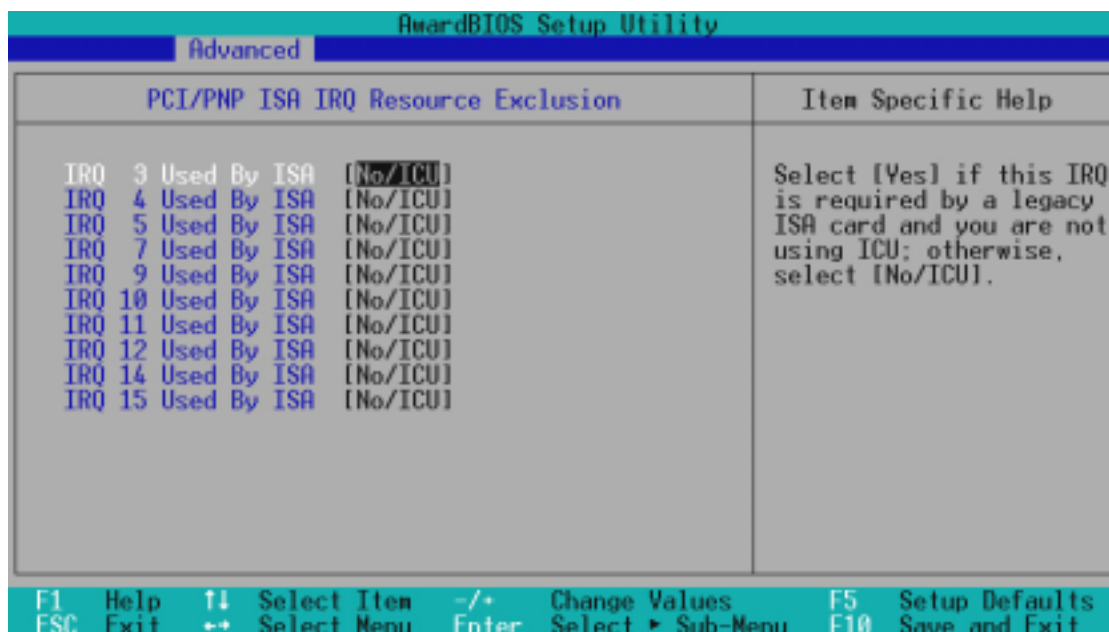 AwardBIOS Setup Utility
Advanced
PCI/PNP ISA IRQ Resource Exclusion
Item Specific Help
IRQ 3 Used By ISA [No/ICU]
IRQ 4 Used By ISA [No/ICU]
IRQ 5 Used By ISA [No/ICU]
IRQ 7 Used By ISA [No/ICU]
IRQ 9 Used By ISA [No/ICU]
IRQ 10 Used By ISA [No/ICU]
IRQ 11 Used By ISA [No/ICU]
IRQ 12 Used By ISA [No/ICU]
IRQ 14 Used By ISA [No/ICU]
IRQ 15 Used By ISA [No/ICU]
Select [Yes] if this IRQ
is required by a legacy
ISA card and you are not
using ICU; otherwise,
select [No/ICU].
F1 Help ↑↓ Select Item -/+ Change Values F5 Setup Defaults
ESC Exit ←→ Select Menu Enter Select ► Sub-Menu F10 Save and Exit